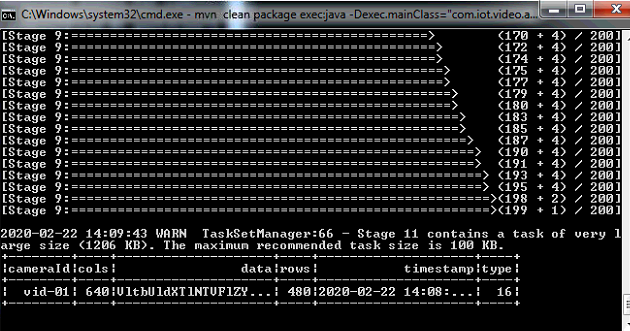 C:\Windows\system32\cmd.exe - mvn  clean package exec:java -Dexec.mainClass="com.iot.video.a...
[Stage 9:================================================>        (170 + 4) / 200]
[Stage 9:=================================================>       (172 + 4) / 200]
[Stage 9:=================================================>       (174 + 4) / 200]
[Stage 9:==================================================>      (175 + 4) / 200]
[Stage 9:==================================================>      (177 + 4) / 200]
[Stage 9:===================================================>     (179 + 4) / 200]
[Stage 9:===================================================>     (180 + 4) / 200]
[Stage 9:====================================================>    (183 + 4) / 200]
[Stage 9:====================================================>    (185 + 4) / 200]
[Stage 9:=====================================================>   (187 + 4) / 200]
[Stage 9:======================================================>  (190 + 4) / 200]
[Stage 9:======================================================>  (191 + 4) / 200]
[Stage 9:=======================================================> (193 + 4) / 200]
[Stage 9:=======================================================> (195 + 4) / 200]
[Stage 9:========================================================>(198 + 2) / 200]
[Stage 9:========================================================>(199 + 1) / 200]
2020-02-22 14:09:43 WARN  TaskSetManager:66 - Stage 11 contains a task of very l
arge size (1206 KB). The maximum recommended task size is 100 KB.
+--------+----+--------------------+----+--------------------+----+
|cameraId|cols|                data|rows|           timestamp|type|
+--------+----+--------------------+----+--------------------+----+
|  vid-01| 640|VltbUldXTlNTVFlZY...| 480|2020-02-22 14:08:...|  16|
+--------+----+--------------------+----+--------------------+----+